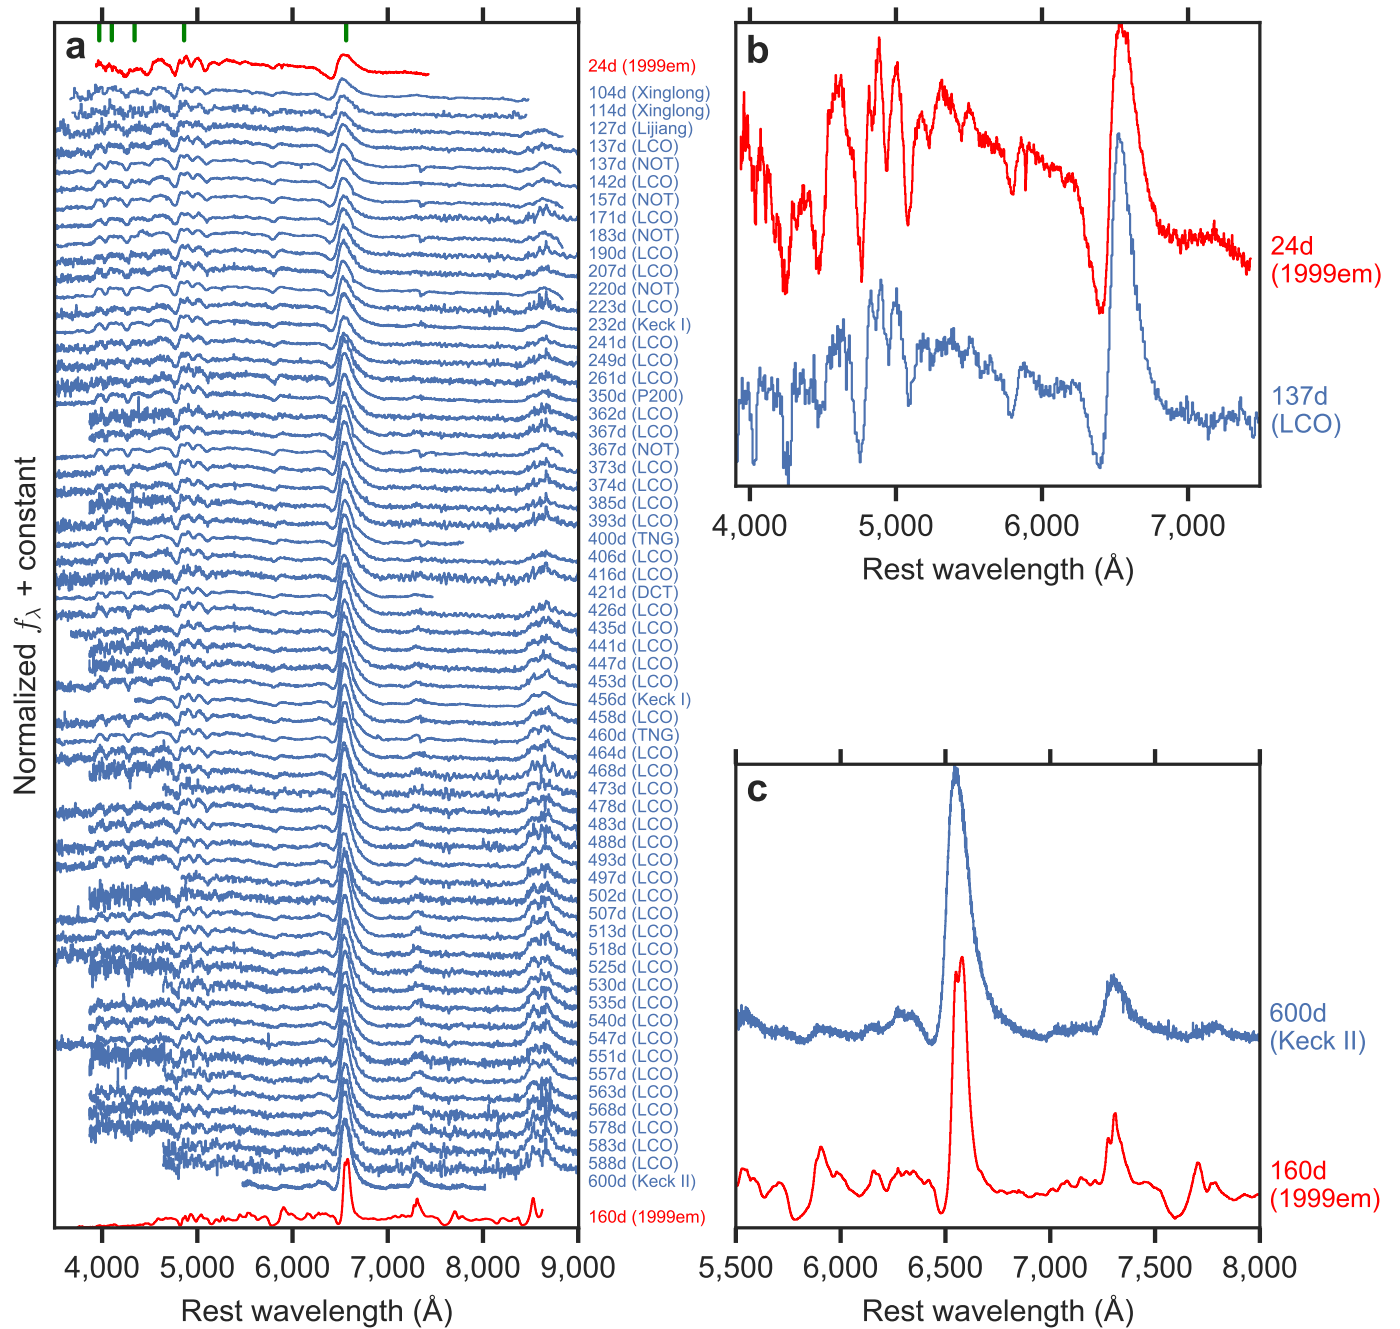 a
24d (1999em)
104d (Xinglong)
114d (Xinglong)
127d (Lijiang)
137d (LCO)
137d (NOT)
142d (LCO)
157d (NOT)
171d (LCO)
183d (NOT)
190d (LCO)
207d (LCO)
220d (NOT)
223d (LCO)
232d (Keck I)
241d (LCO)
249d (LCO)
261d (LCO)
350d (P200)
362d (LCO)
367d (LCO)
367d (NOT)
373d (LCO)
374d (LCO)
385d (LCO)
393d (LCO)
400d (TNG)
406d (LCO)
416d (LCO)
421d (DCT)
426d (LCO)
435d (LCO)
441d (LCO)
447d (LCO)
453d (LCO)
456d (Keck I)
458d (LCO)
460d (TNG)
464d (LCO)
468d (LCO)
473d (LCO)
478d (LCO)
483d (LCO)
488d (LCO)
493d (LCO)
497d (LCO)
502d (LCO)
507d (LCO)
513d (LCO)
518d (LCO)
525d (LCO)
530d (LCO)
535d (LCO)
540d (LCO)
547d (LCO)
551d (LCO)
557d (LCO)
563d (LCO)
568d (LCO)
578d (LCO)
583d (LCO)
588d (LCO)
600d (Keck II)
160d (1999em)
Normalized fλ + constant
4,000 5,000 6,000 7,000 8,000 9,000
Rest wavelength (Å)
b
24d
(1999em)
137d
(LCO)
4,000 5,000 6,000 7,000
Rest wavelength (Å)
c
600d
(Keck II)
160d
(1999em)
5,500 6,000 6,500 7,000 7,500 8,000
Rest wavelength (Å)